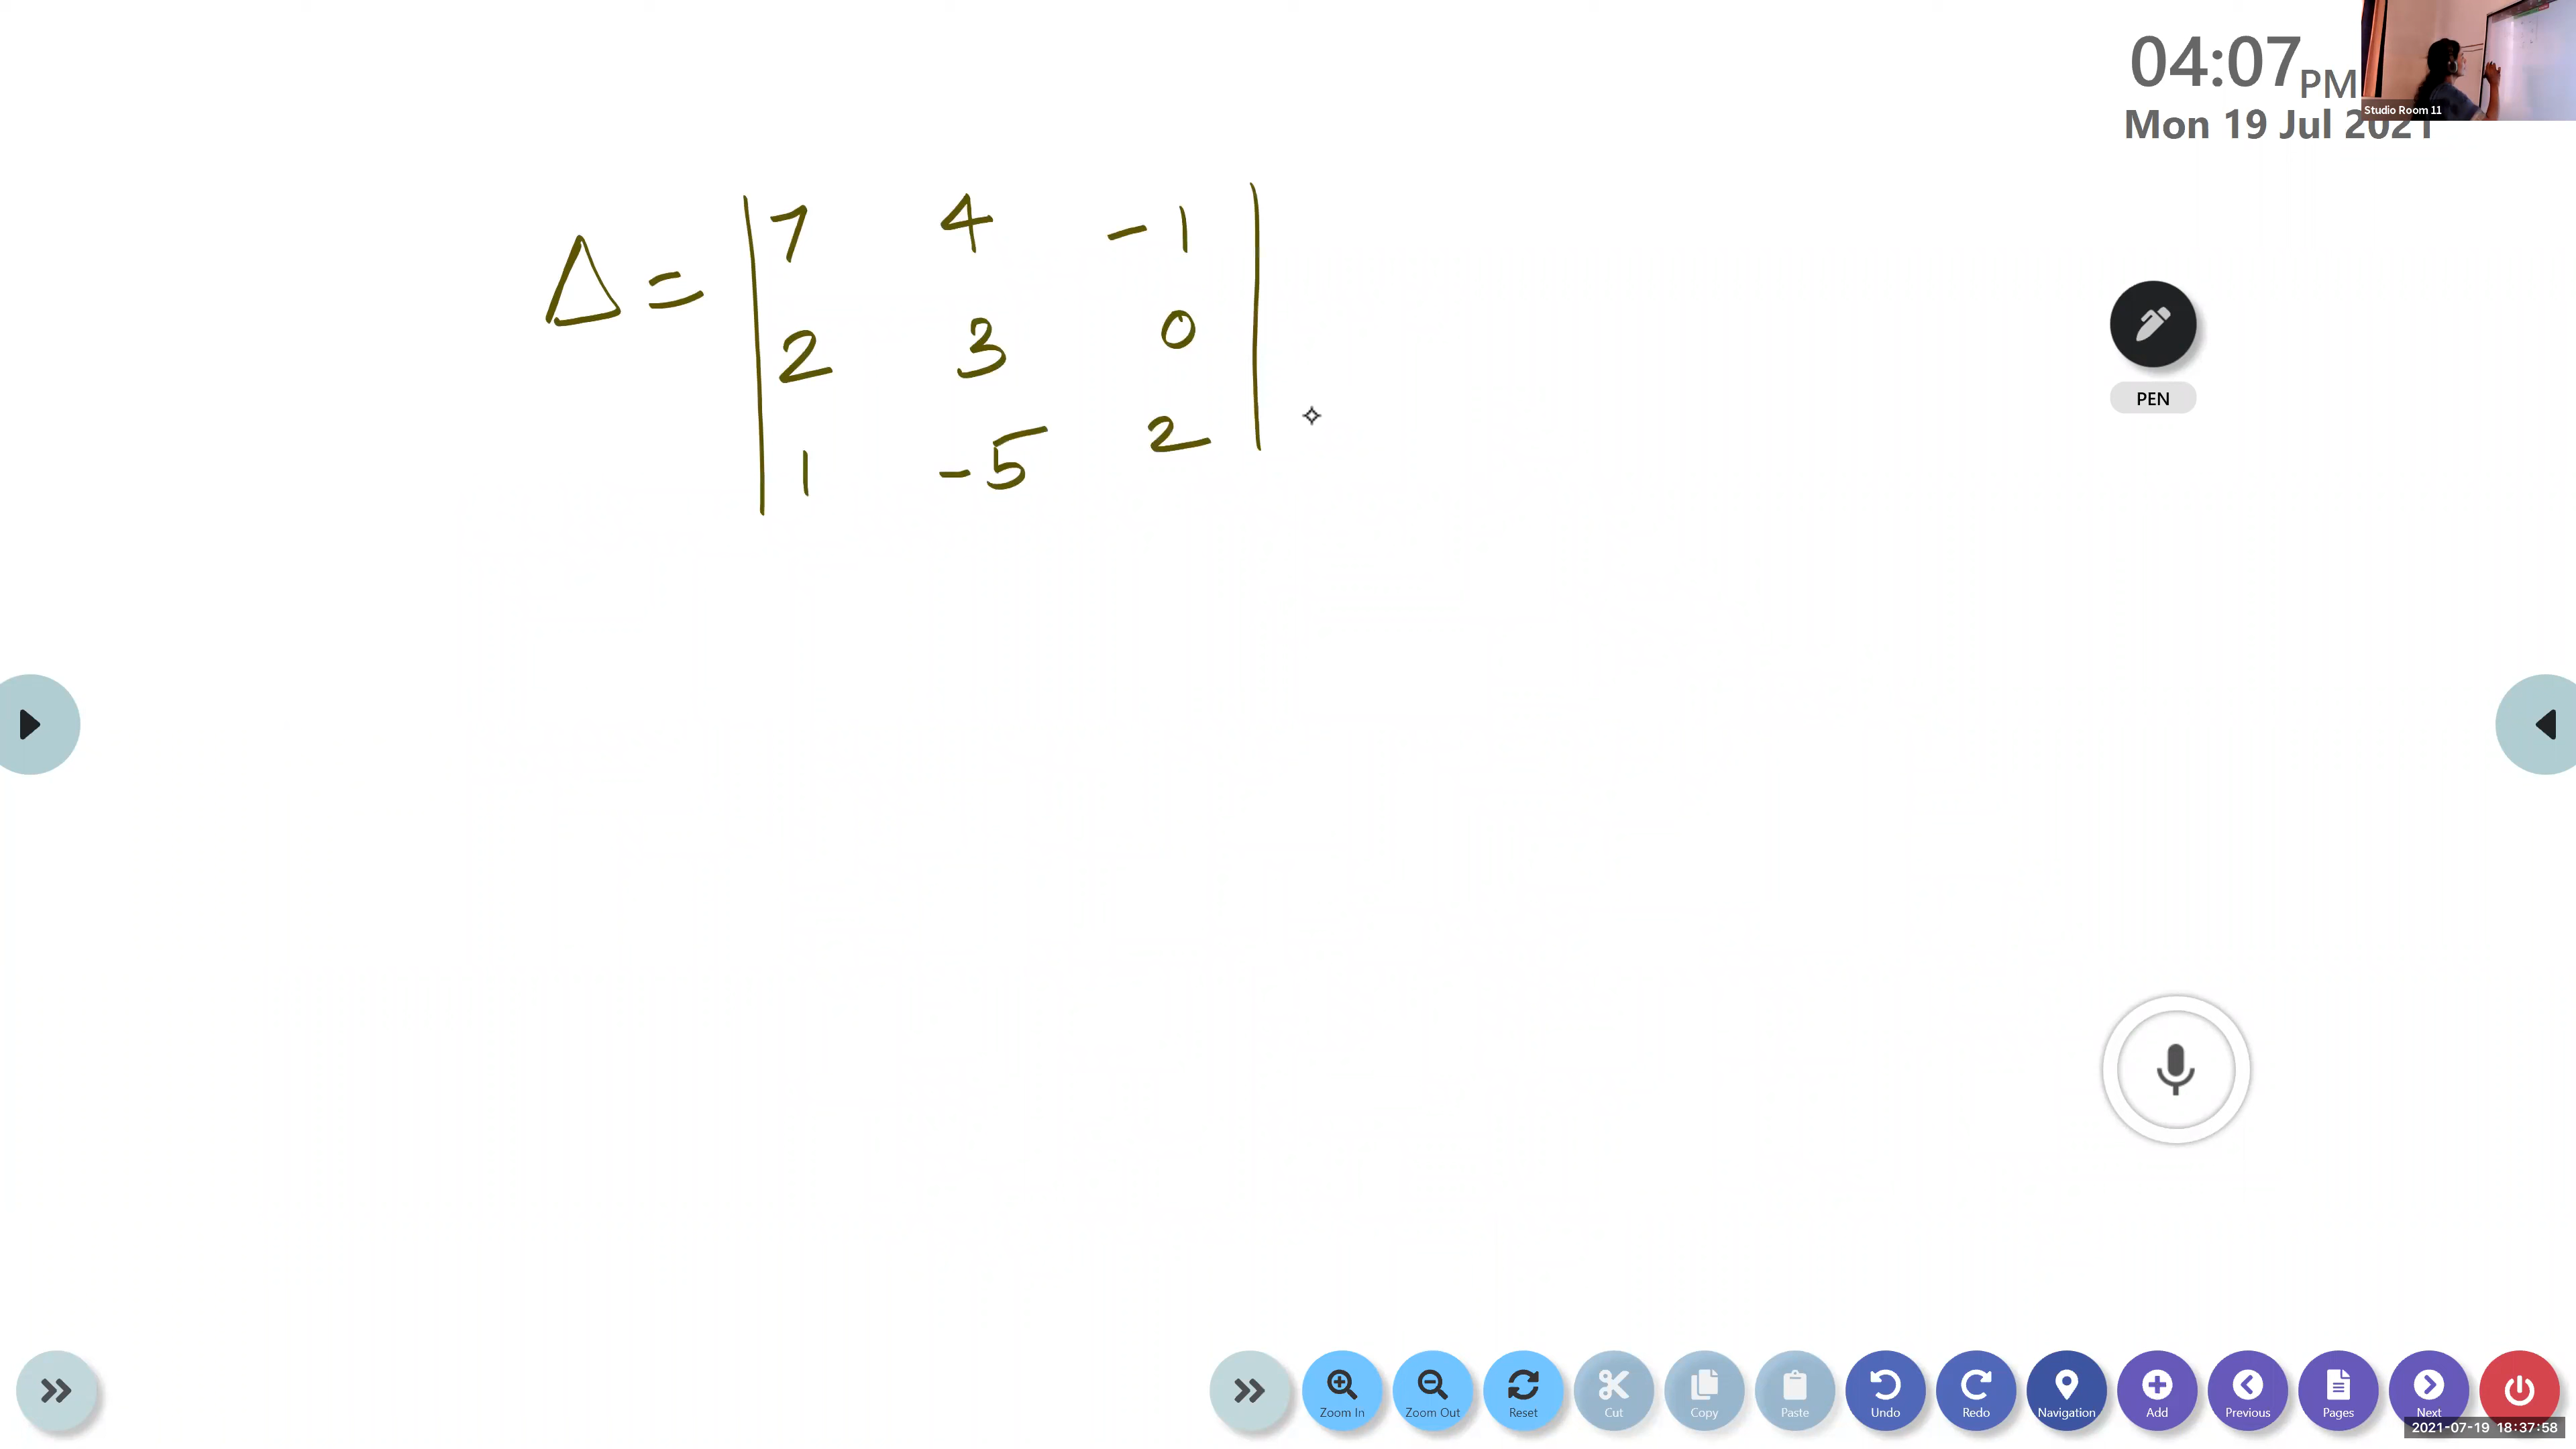 04:07 PM
Studio Room 11
Mon 19 Jul 2021
Δ = | 7 4 -1 |
| 2 3 0 |
| 1 -5 2 |
PEN
Zoom In Zoom Out Reset Cut Copy Paste Undo Redo Navigation Add Previous Pages Next
2021-07-19 18:37:58